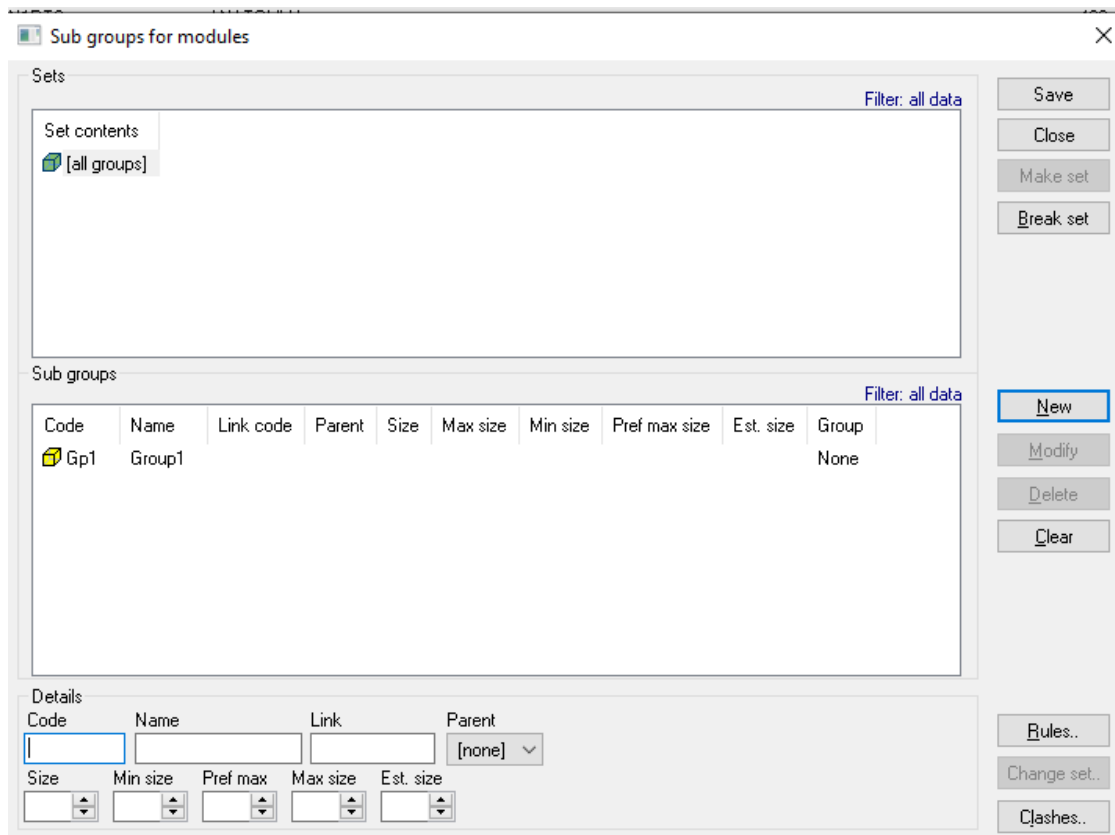 Sub groups for modules
Sets
Filter: all data
Save
Set contents
Close
[all groups]
Make set
Break set
Sub groups
Filter: all data
New
Code Name Link code Parent Size Max size Min size Pref max size Est. size Group
Gp1 Group1 None
Modify
Delete
Clear
Details
Code Name Link Parent
[none]
Rules..
Size Min size Pref max Max size Est. size
Change set..
Clashes..